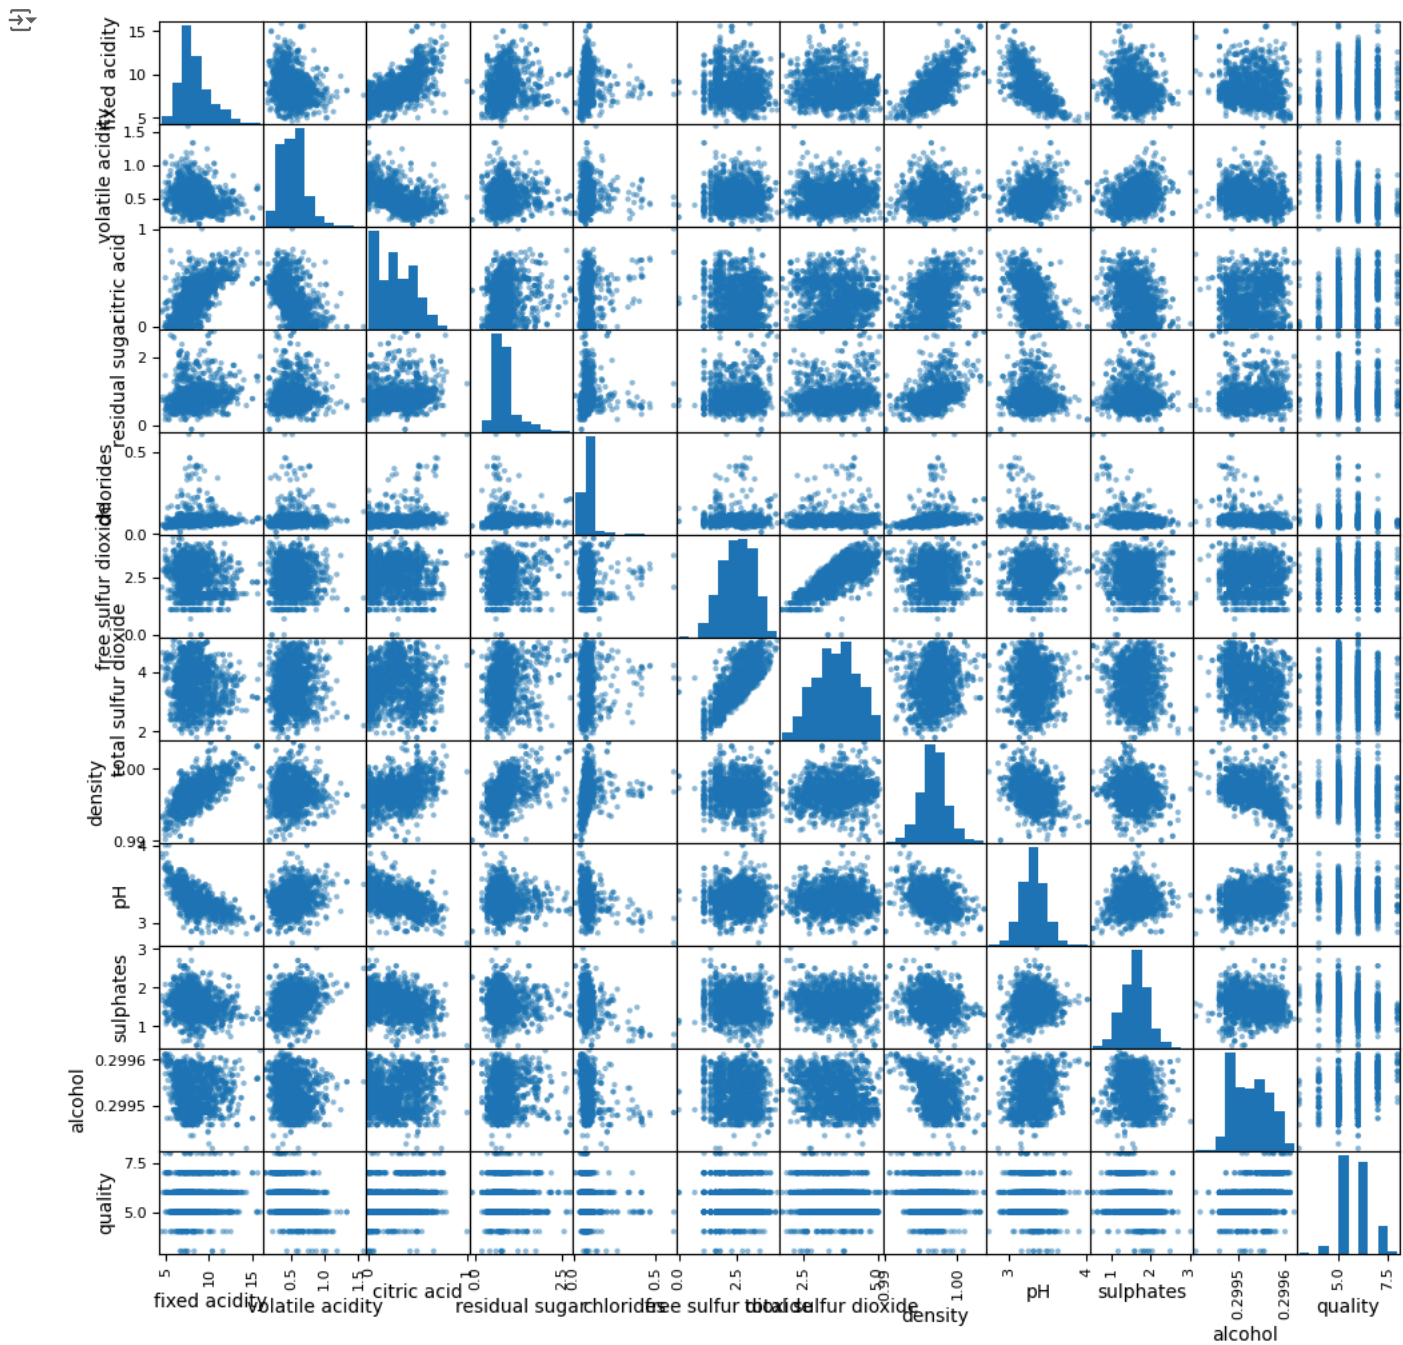 fixed acidity
15
10
5
volatile acidity
1.5
1.0
0.5
citric acid
1
0
residual sugar
2
0
chlorides
0.5
0.0
free sulfur dioxide
2.5
0.0
total sulfur dioxide
4
2
density
1.00
0.99
pH
4
3
sulphates
3
2
1
alcohol
0.2996
0.2995
quality
7.5
5.0
5
10
15
0.5
1.0
1.5
0
1
0.0
2.5
0.0
0.5
0.0
2.5
2.5
5.0
0.99
1.00
3
4
1
2
3
0.2995
0.2996
5.0
7.5
fixed acidity
volatile acidity
citric acid
residual sugar
chlorides
free sulfur dioxide
total sulfur dioxide
density
pH
sulphates
alcohol
quality